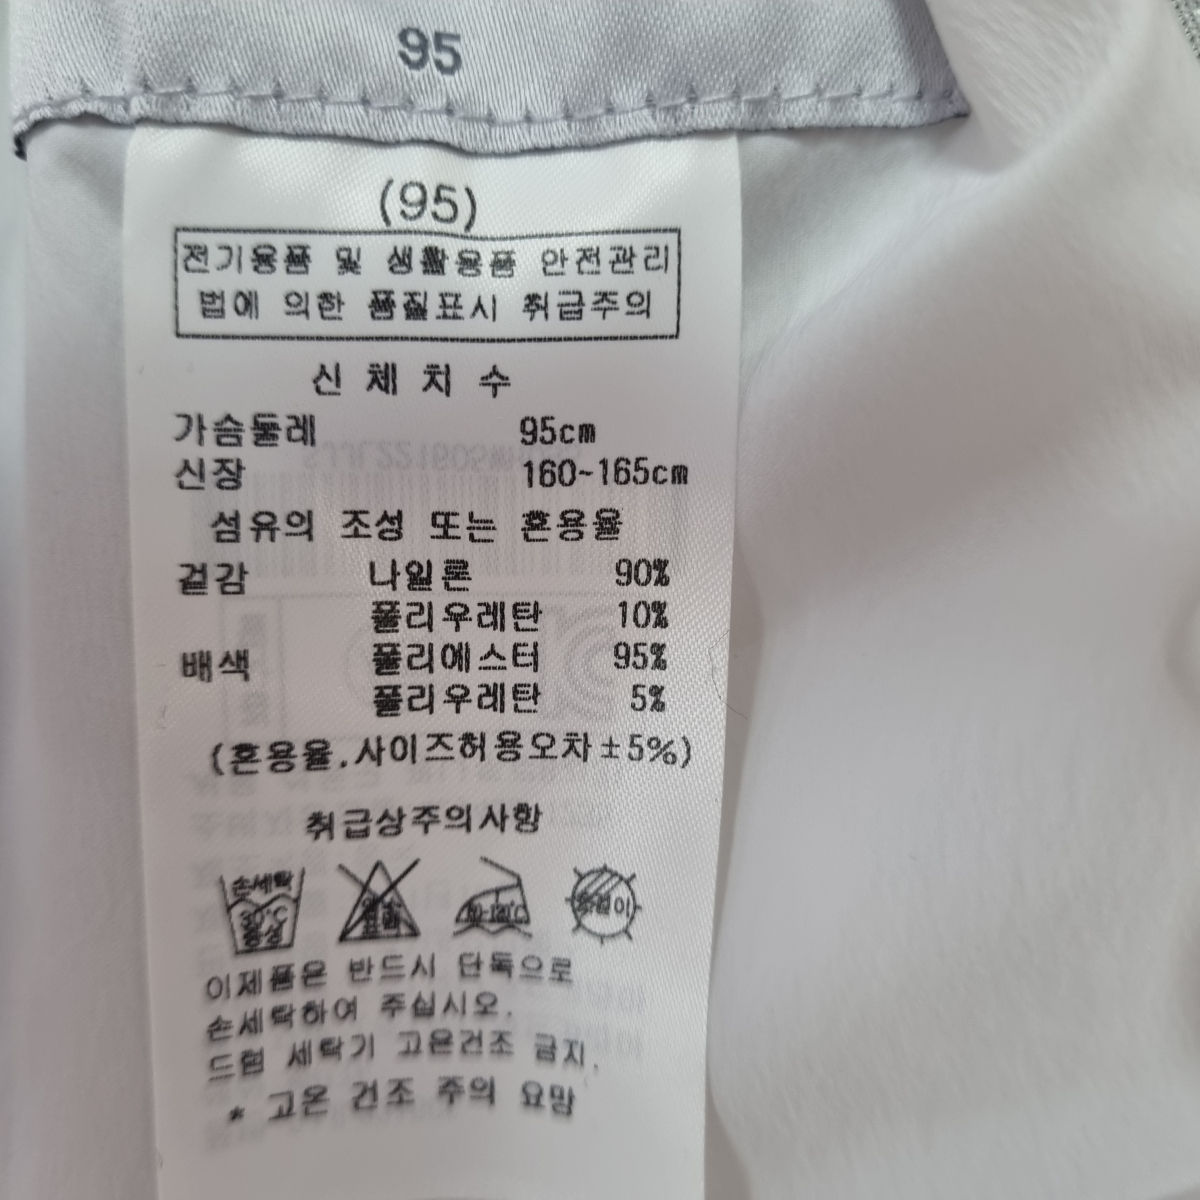 95
(95)
전기용품 및 생활용품 안전관리
법에 의한 품질표시 취급주의
신체치수
가슴둘레 95cm
신장 160~165cm
섬유의 조성 또는 혼용율
겉감 나일론 90%
폴리우레탄 10%
배색 폴리에스터 95%
폴리우레탄 5%
(혼용율.사이즈허용오차±5%)
취급상주의사항
손세탁
30°C
중성
이제품은 반드시 단독으로
손세탁하여 주십시오.
드럼 세탁기 고온건조 금지.
* 고온 건조 주의 요망